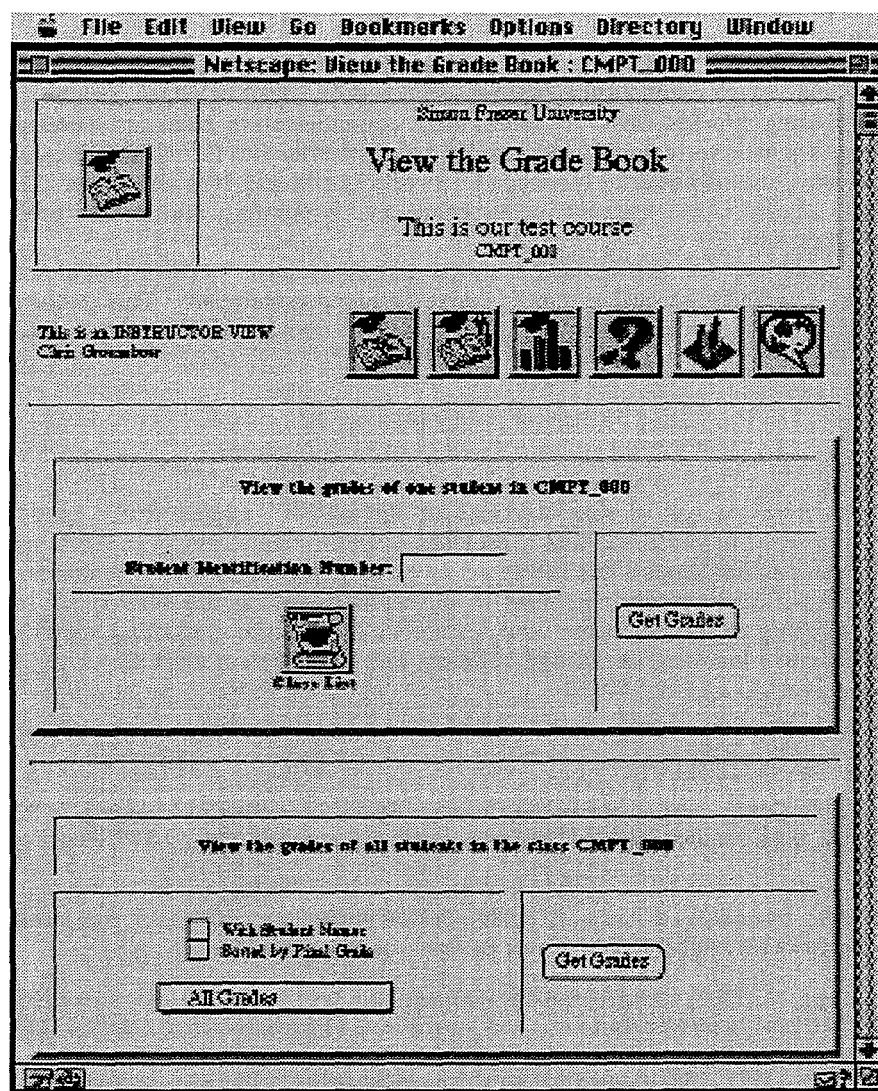 File Edit View Go Bookmarks Options Directory Window
Netscape: View the Grade Book : CMPT_000
Simon Fraser University
View the Grade Book
This is our test course
CMPT_000
This is an INSTRUCTOR VIEW
Chris
View the grades of one student in CMPT_000
Student Identification Number:
Get Grades
Class List
View the grades of all students in the class CMPT_000
With Student Names
Sorted by Final Grade
Get Grades
All Grades